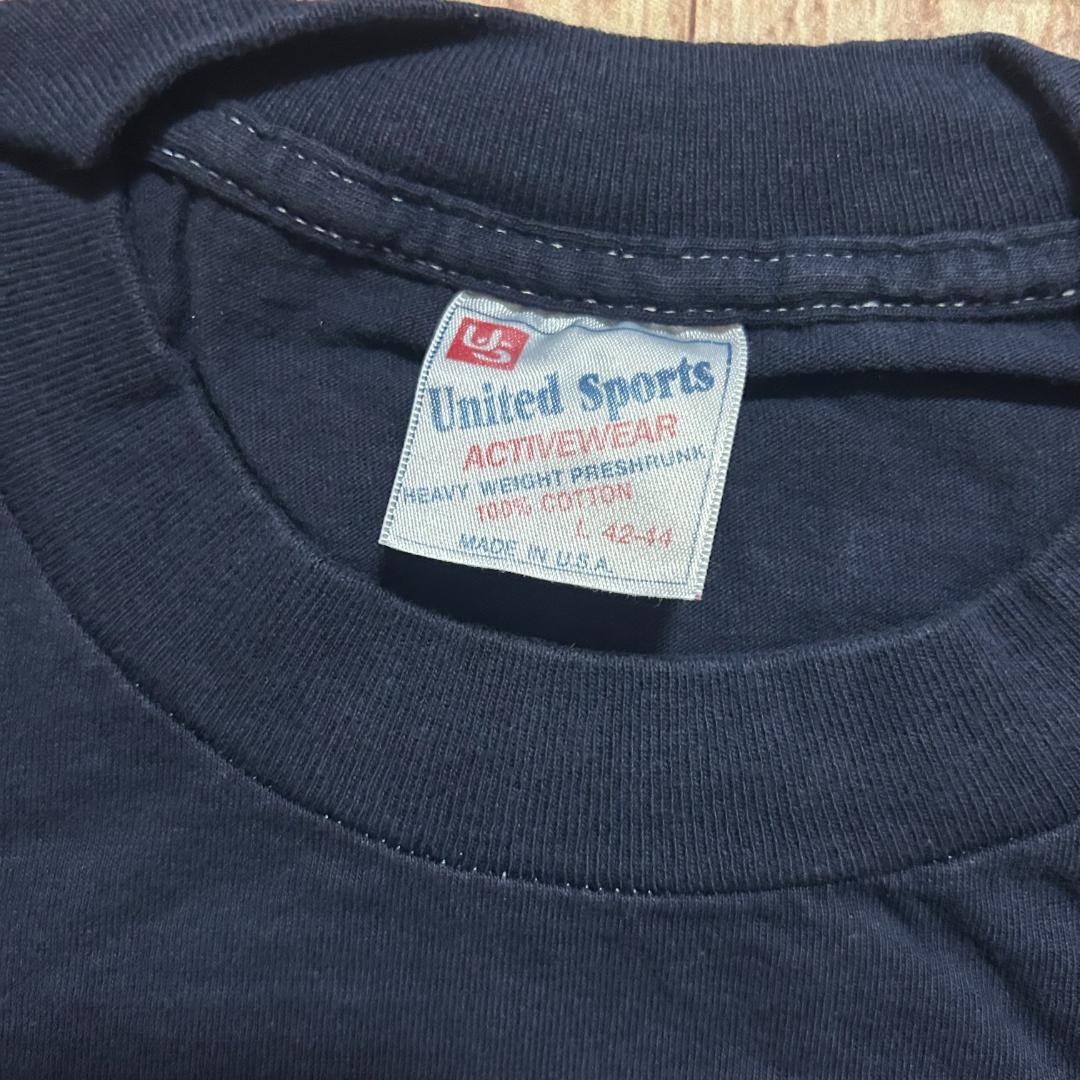 US
United Sports
ACTIVEWEAR
HEAVY WEIGHT PRESHRUNK
100% COTTON
L 42-44
MADE IN U.S.A.